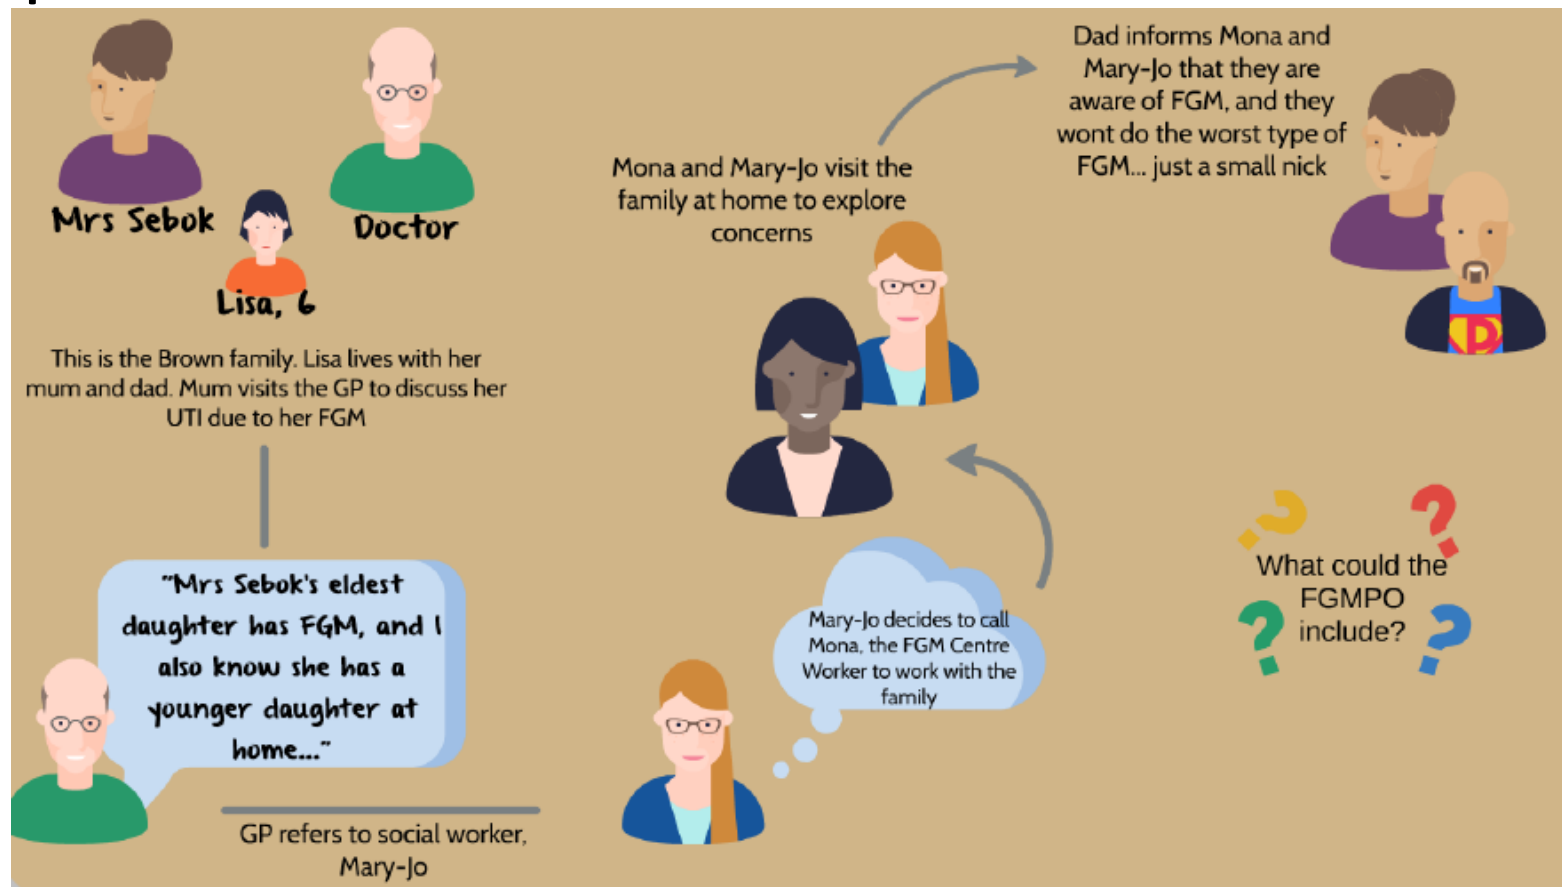 Mrs Sebok
Doctor
Lisa, 6
This is the Brown family. Lisa lives with her
mum and dad. Mum visits the GP to discuss her
UTI due to her FGM
"Mrs Sebok's eldest
daughter has FGM, and I
also know she has a
younger daughter at
home..."
GP refers to social worker,
Mary-Jo
Mary-Jo decides to call
Mona, the FGM Centre
Worker to work with the
family
Mona and Mary-Jo visit the
family at home to explore
concerns
Dad informs Mona and
Mary-Jo that they are
aware of FGM, and they
wont do the worst type of
FGM... just a small nick
? ?
What could the
FGMPO
? include? ?